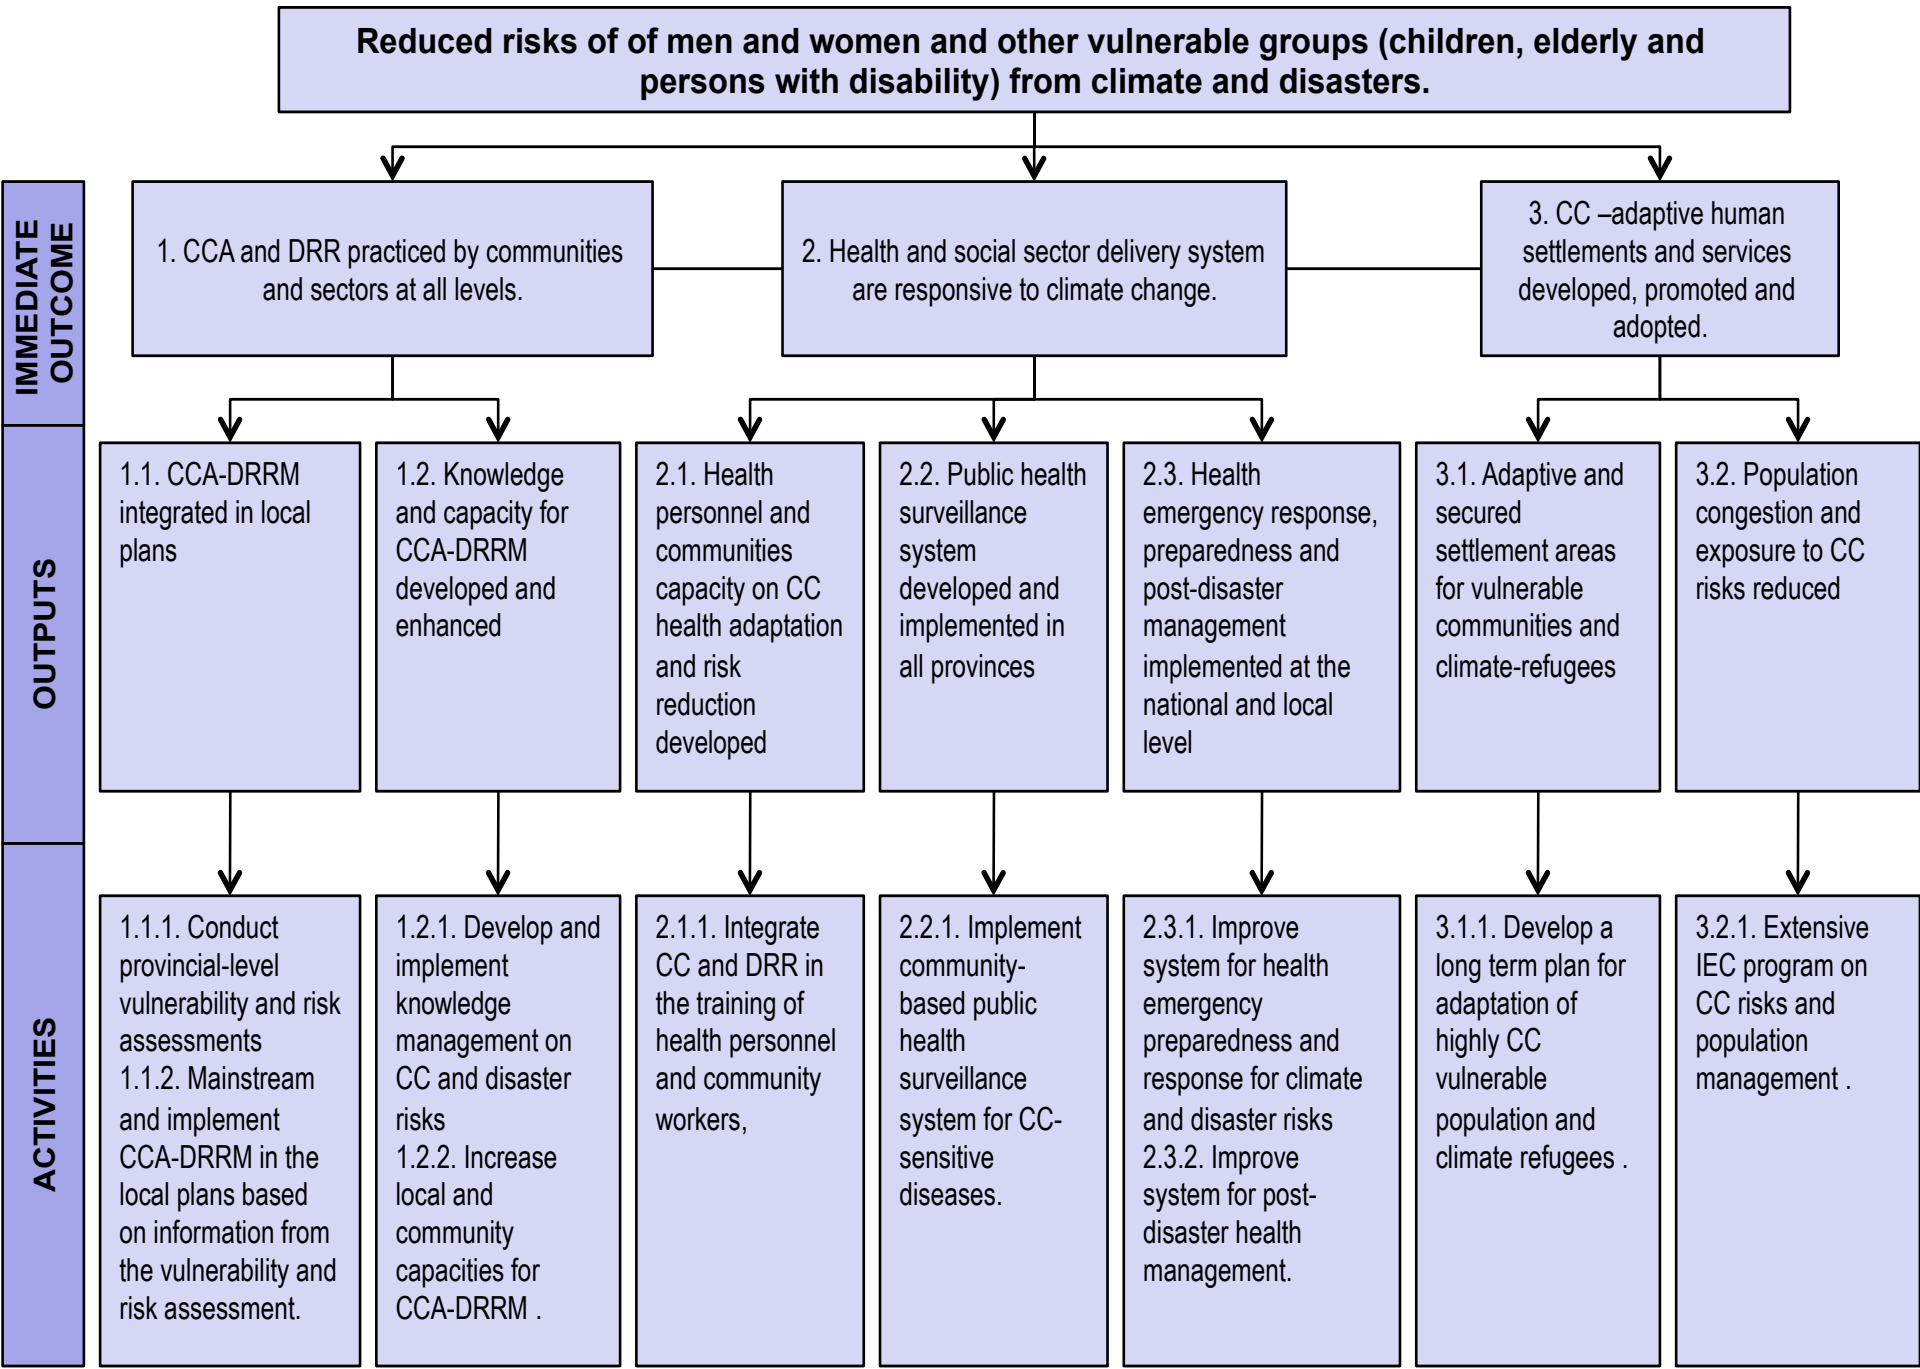 Reduced risks of of men and women and other vulnerable groups (children, elderly and
persons with disability) from climate and disasters.
IMMEDIATE
OUTCOME
1. CCA and DRR practiced by communities
and sectors at all levels.
2. Health and social sector delivery system
are responsive to climate change.
3. CC –adaptive human
settlements and services
developed, promoted and
adopted.
OUTPUTS
1.1. CCA-DRRM
integrated in local
plans
1.2. Knowledge
and capacity for
CCA-DRRM
developed and
enhanced
2.1. Health
personnel and
communities
capacity on CC
health adaptation
and risk
reduction
developed
2.2. Public health
surveillance
system
developed and
implemented in
all provinces
2.3. Health
emergency response,
preparedness and
post-disaster
management
implemented at the
national and local
level
3.1. Adaptive and
secured
settlement areas
for vulnerable
communities and
climate-refugees
3.2. Population
congestion and
exposure to CC
risks reduced
ACTIVITIES
1.1.1. Conduct
provincial-level
vulnerability and risk
assessments
1.1.2. Mainstream
and implement
CCA-DRRM in the
local plans based
on information from
the vulnerability and
risk assessment.
1.2.1. Develop and
implement
knowledge
management on
CC and disaster
risks
1.2.2. Increase
local and
community
capacities for
CCA-DRRM .
2.1.1. Integrate
CC and DRR in
the training of
health personnel
and community
workers,
2.2.1. Implement
community-
based public
health
surveillance
system for CC-
sensitive
diseases.
2.3.1. Improve
system for health
emergency
preparedness and
response for climate
and disaster risks
2.3.2. Improve
system for post-
disaster health
management.
3.1.1. Develop a
long term plan for
adaptation of
highly CC
vulnerable
population and
climate refugees .
3.2.1. Extensive
IEC program on
CC risks and
population
management .